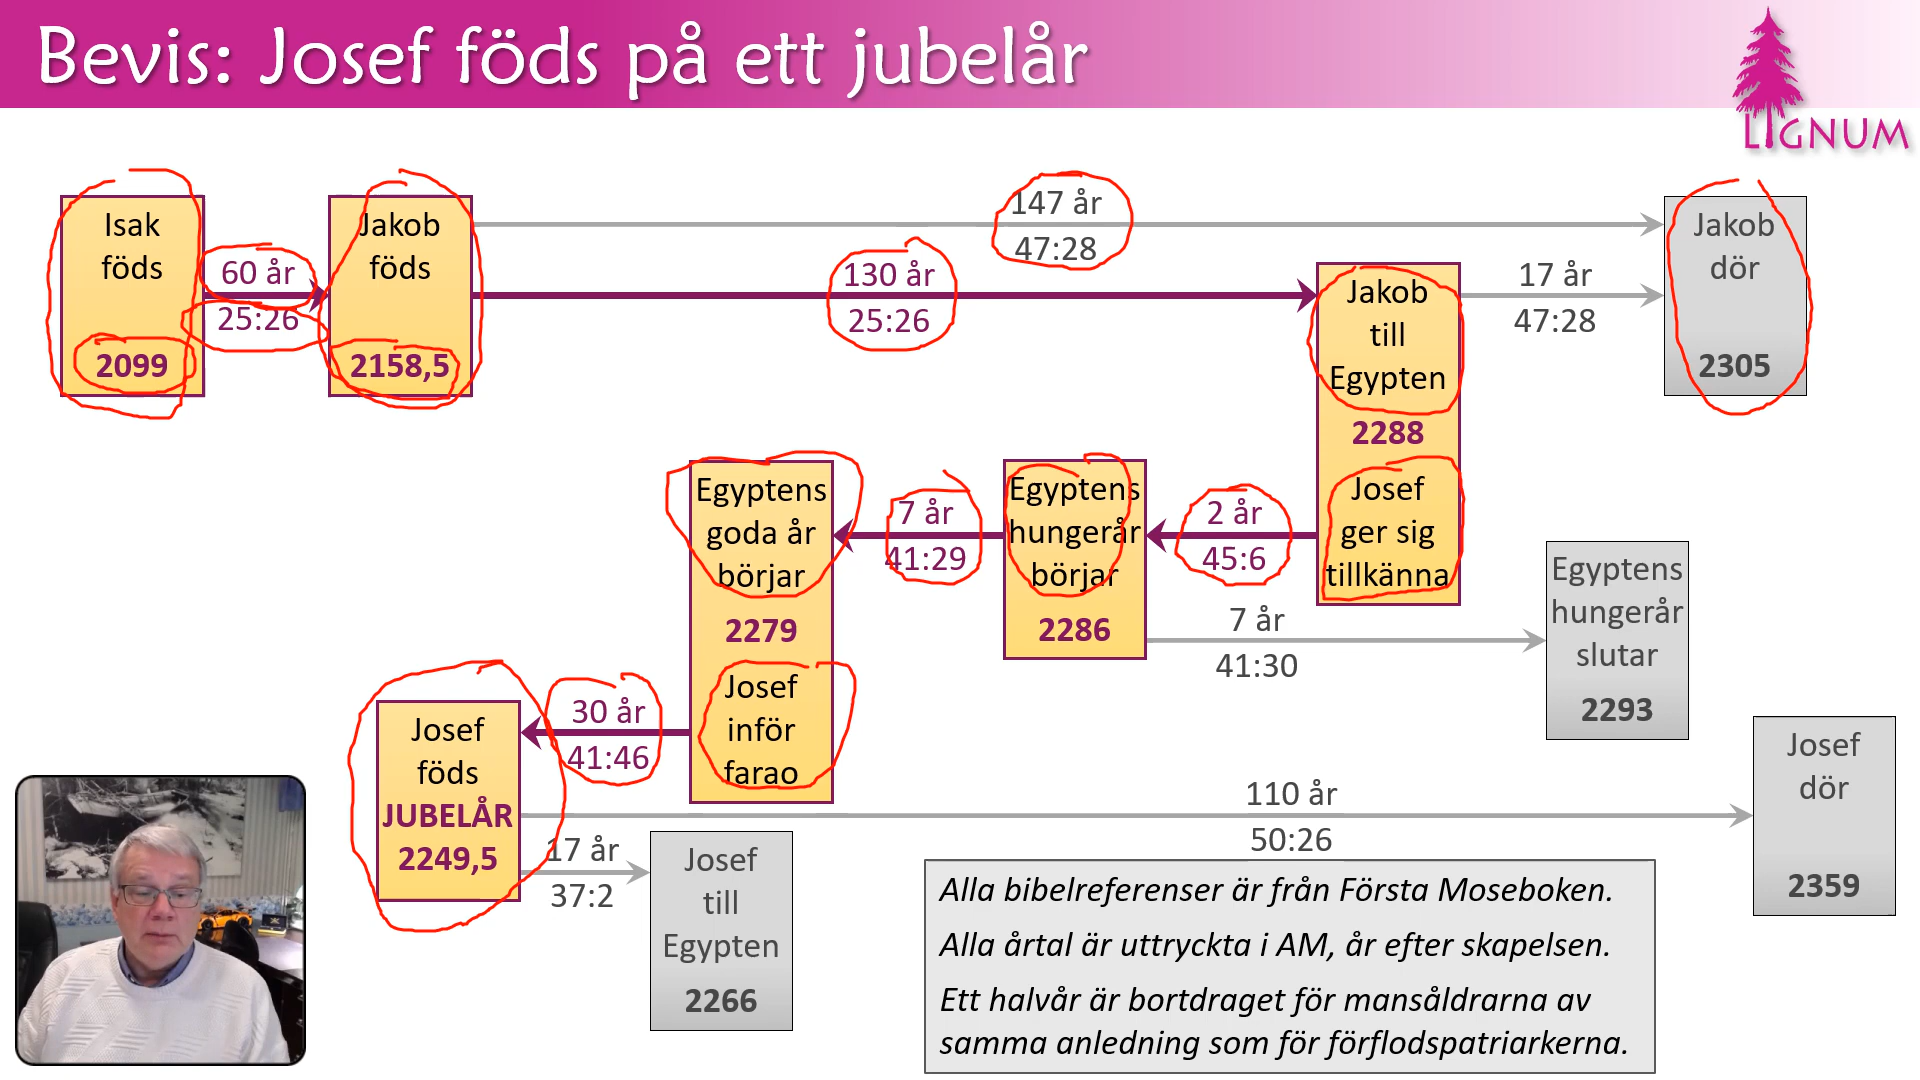 Bevis: Josef föds på ett jubelår
LIGNUM
Isak
föds
2099
60 år
25:26
Jakob
föds
2158,5
147 år
47:28
130 år
25:26
Jakob
till
Egypten
2288
Josef
ger sig
tillkänna
17 år
47:28
Jakob
dör
2305
Egyptens
goda år
börjar
2279
Josef
inför
farao
7 år
41:29
Egyptens
hungerår
börjar
2286
2 år
45:6
7 år
41:30
Egyptens
hungerår
slutar
2293
Josef
föds
JUBELÅR
2249,5
30 år
41:46
17 år
37:2
Josef
till
Egypten
2266
110 år
50:26
Josef
dör
2359
Alla bibelreferenser är från Första Moseboken.
Alla årtal är uttryckta i AM, år efter skapelsen.
Ett halvår är bortdraget för mansåldrarna av
samma anledning som för förflodspatriarkerna.